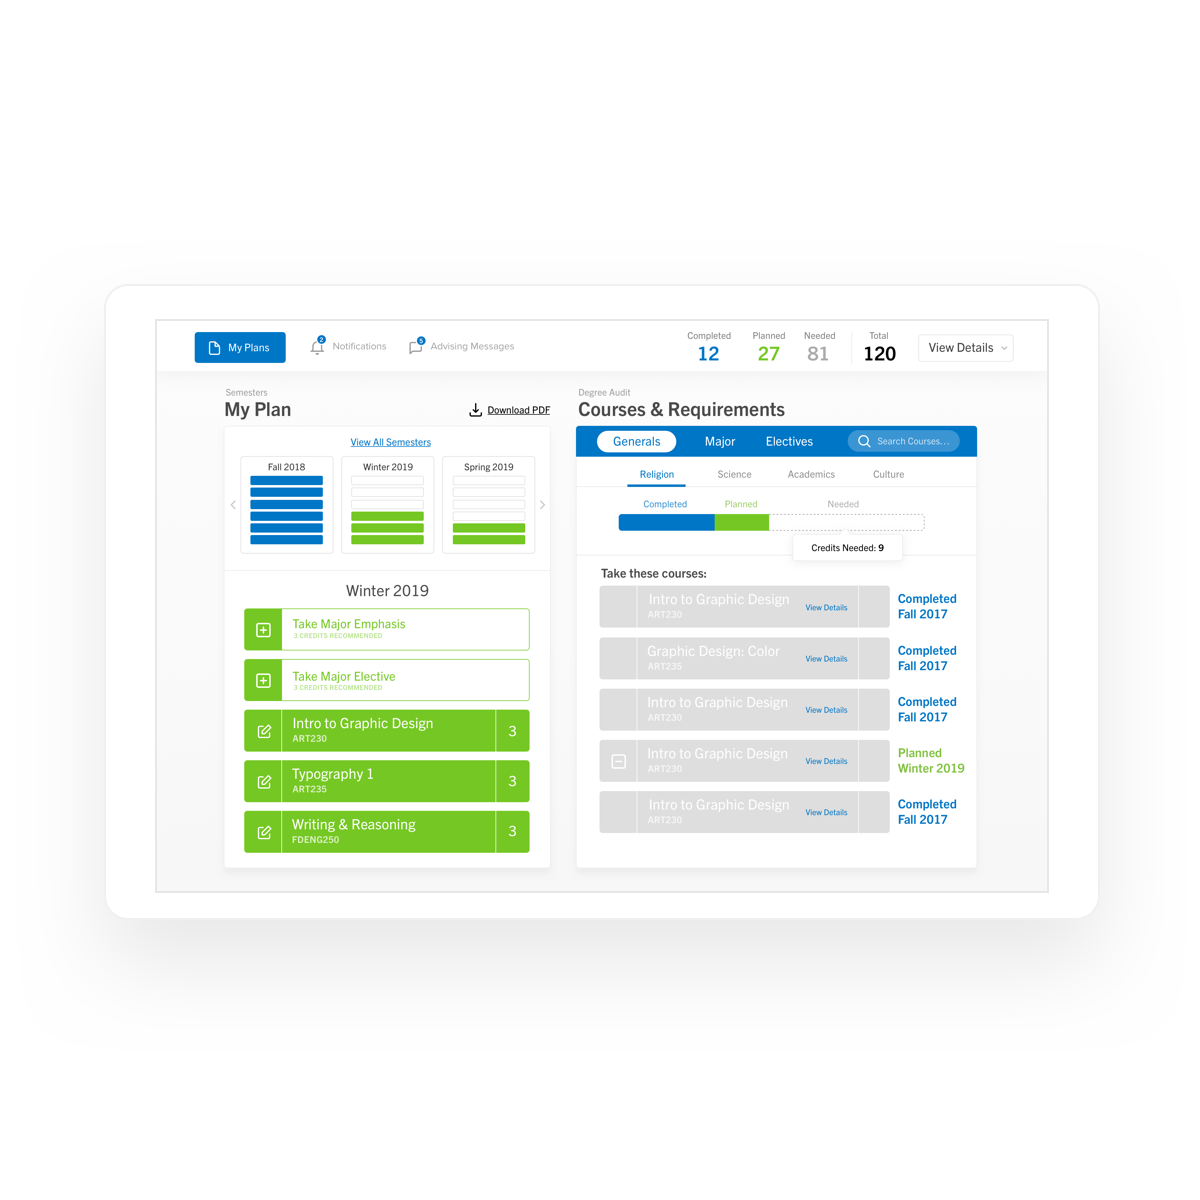 My Plans
2
Notifications
5
Advising Messages
Completed
12
Planned
27
Needed
81
Total
120
View Details
Semesters
My Plan
Download PDF
View All Semesters
Fall 2018
Winter 2019
Spring 2019
Winter 2019
Take Major Emphasis
3 CREDITS RECOMMENDED
Take Major Elective
3 CREDITS RECOMMENDED
Intro to Graphic Design
ART230
3
Typography 1
ART235
3
Writing & Reasoning
FDENG250
3
Degree Audit
Courses & Requirements
Generals
Major
Electives
Search Courses...
Religion
Science
Academics
Culture
Completed
Planned
Needed
Credits Needed: 9
Take these courses:
Intro to Graphic Design
ART230
View Details
Completed
Fall 2017
Graphic Design: Color
ART235
View Details
Completed
Fall 2017
Intro to Graphic Design
ART230
View Details
Completed
Fall 2017
Intro to Graphic Design
ART230
View Details
Planned
Winter 2019
Intro to Graphic Design
ART230
View Details
Completed
Fall 2017